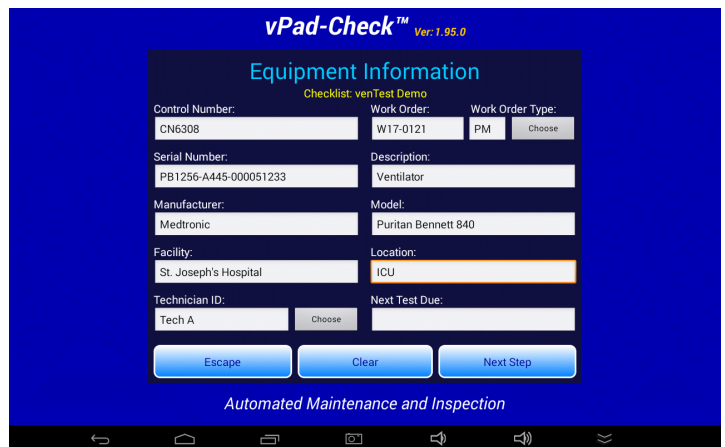 vPad-Check™ Ver: 1.95.0
Equipment Information
Checklist: venTest Demo
Control Number: Work Order: Work Order Type:
CN6308 W17-0121 PM Choose
Serial Number: Description:
PB1256-A445-000051233 Ventilator
Manufacturer: Model:
Medtronic Puritan Bennett 840
Facility: Location:
St. Joseph's Hospital ICU
Technician ID: Next Test Due:
Tech A Choose
Escape Clear Next Step
Automated Maintenance and Inspection